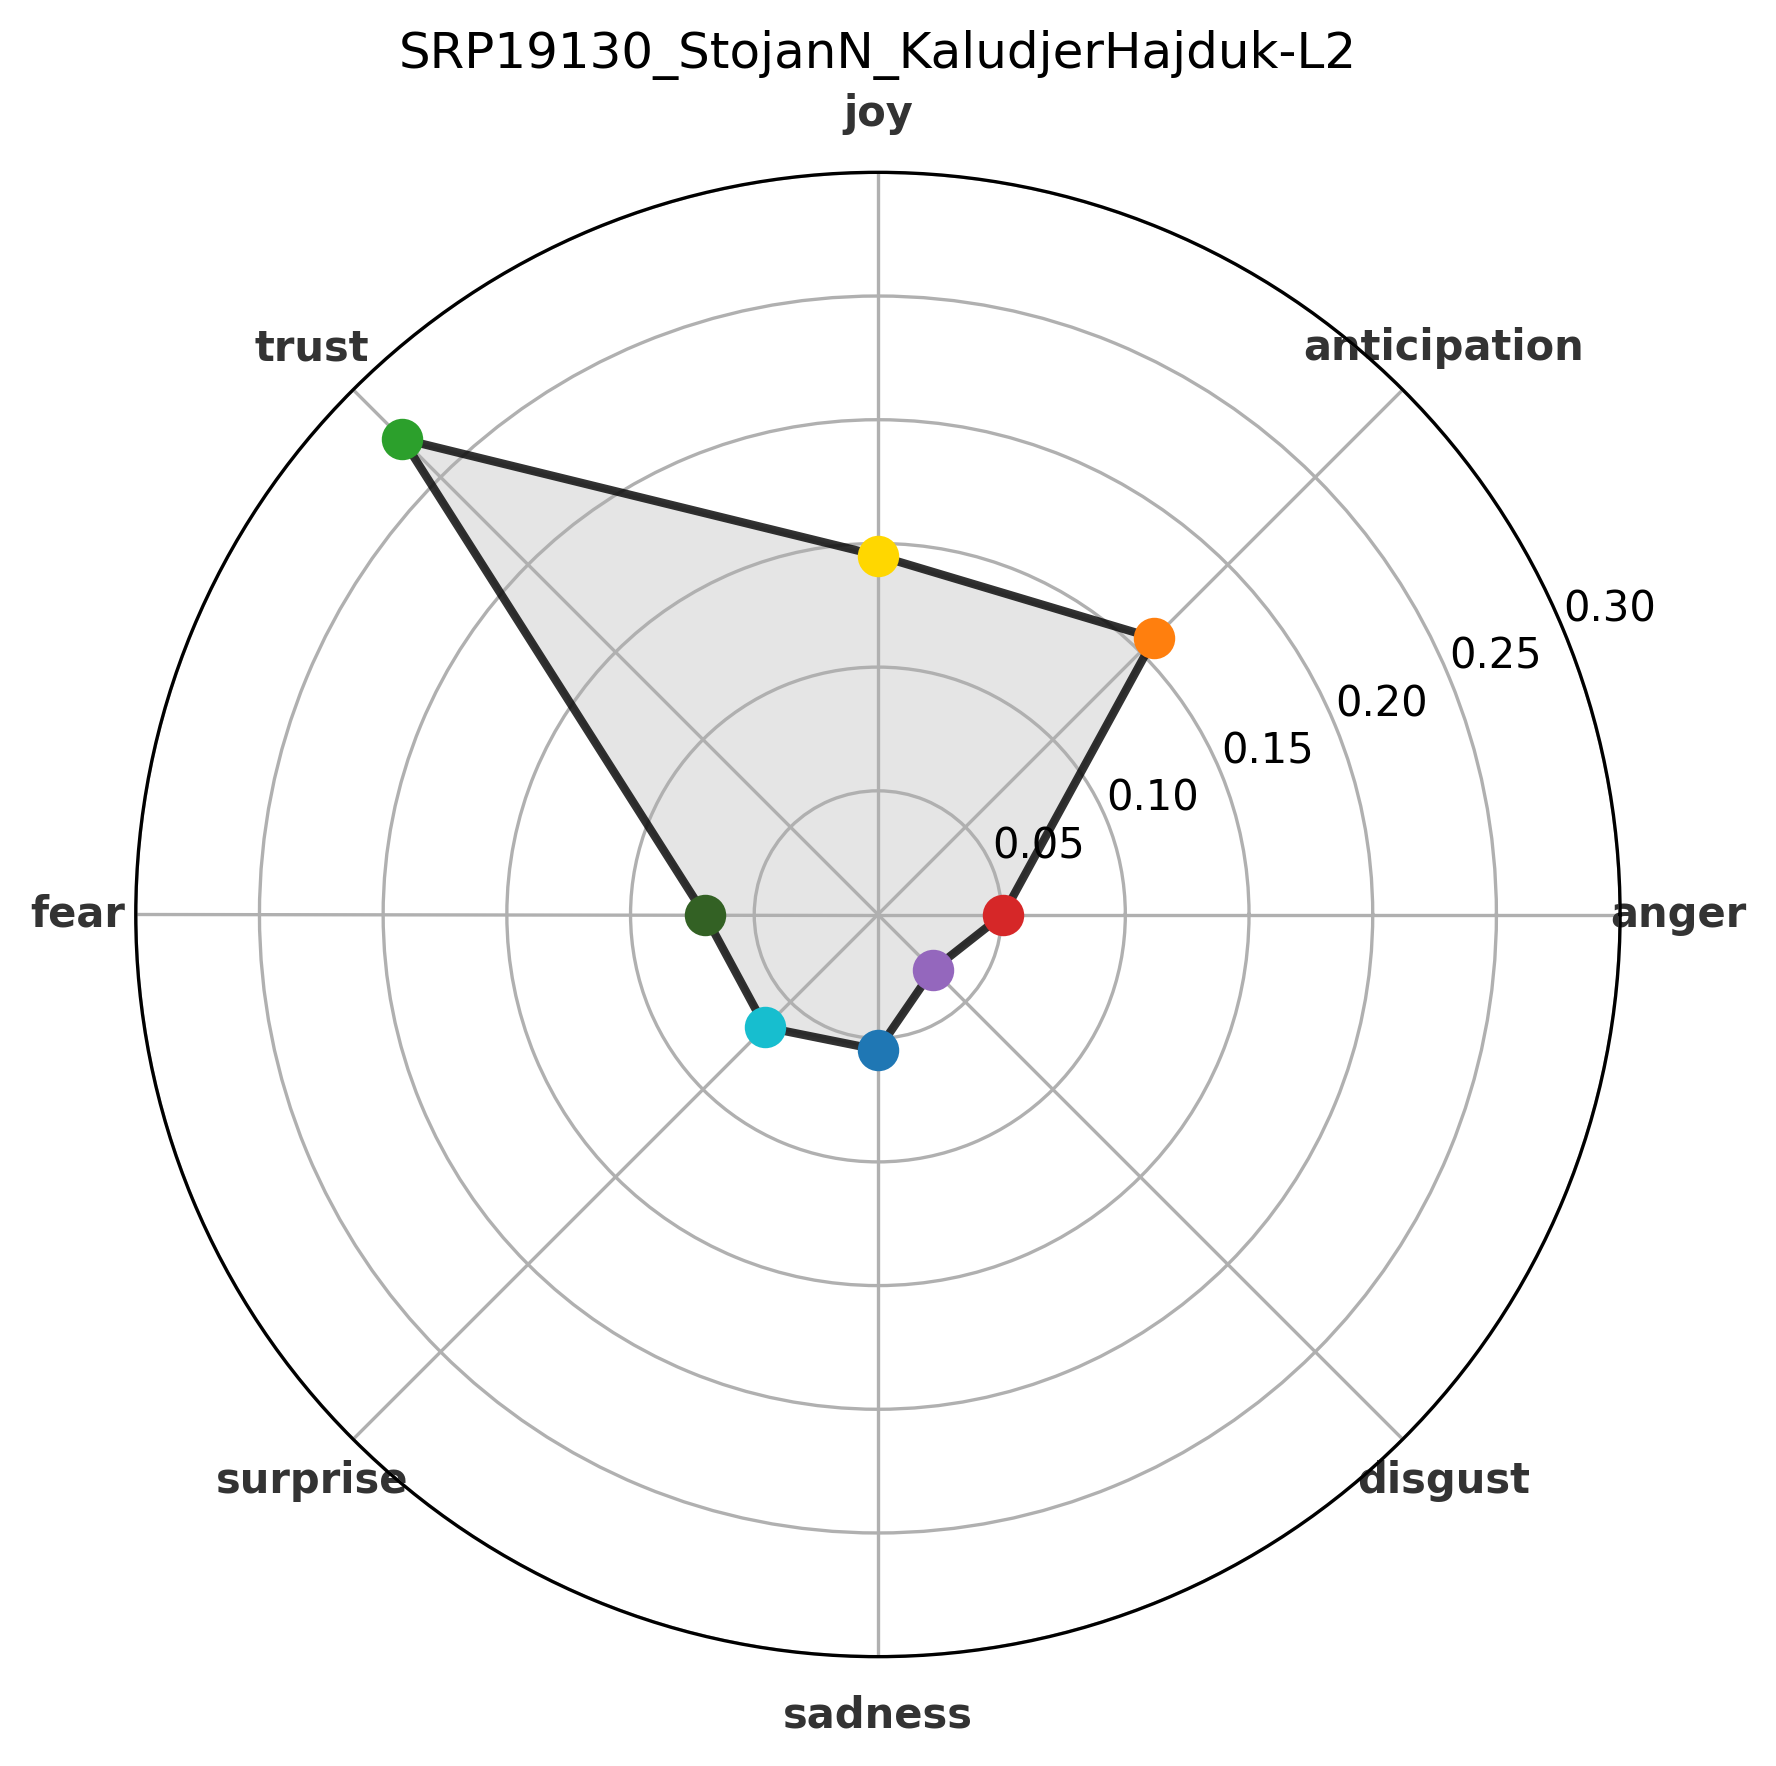 SRP19130_StojanN_KaludjerHajduk-L2
joy
trust
anticipation
0.30
0.25
0.20
0.15
0.10
0.05
fear
anger
surprise
disgust
sadness